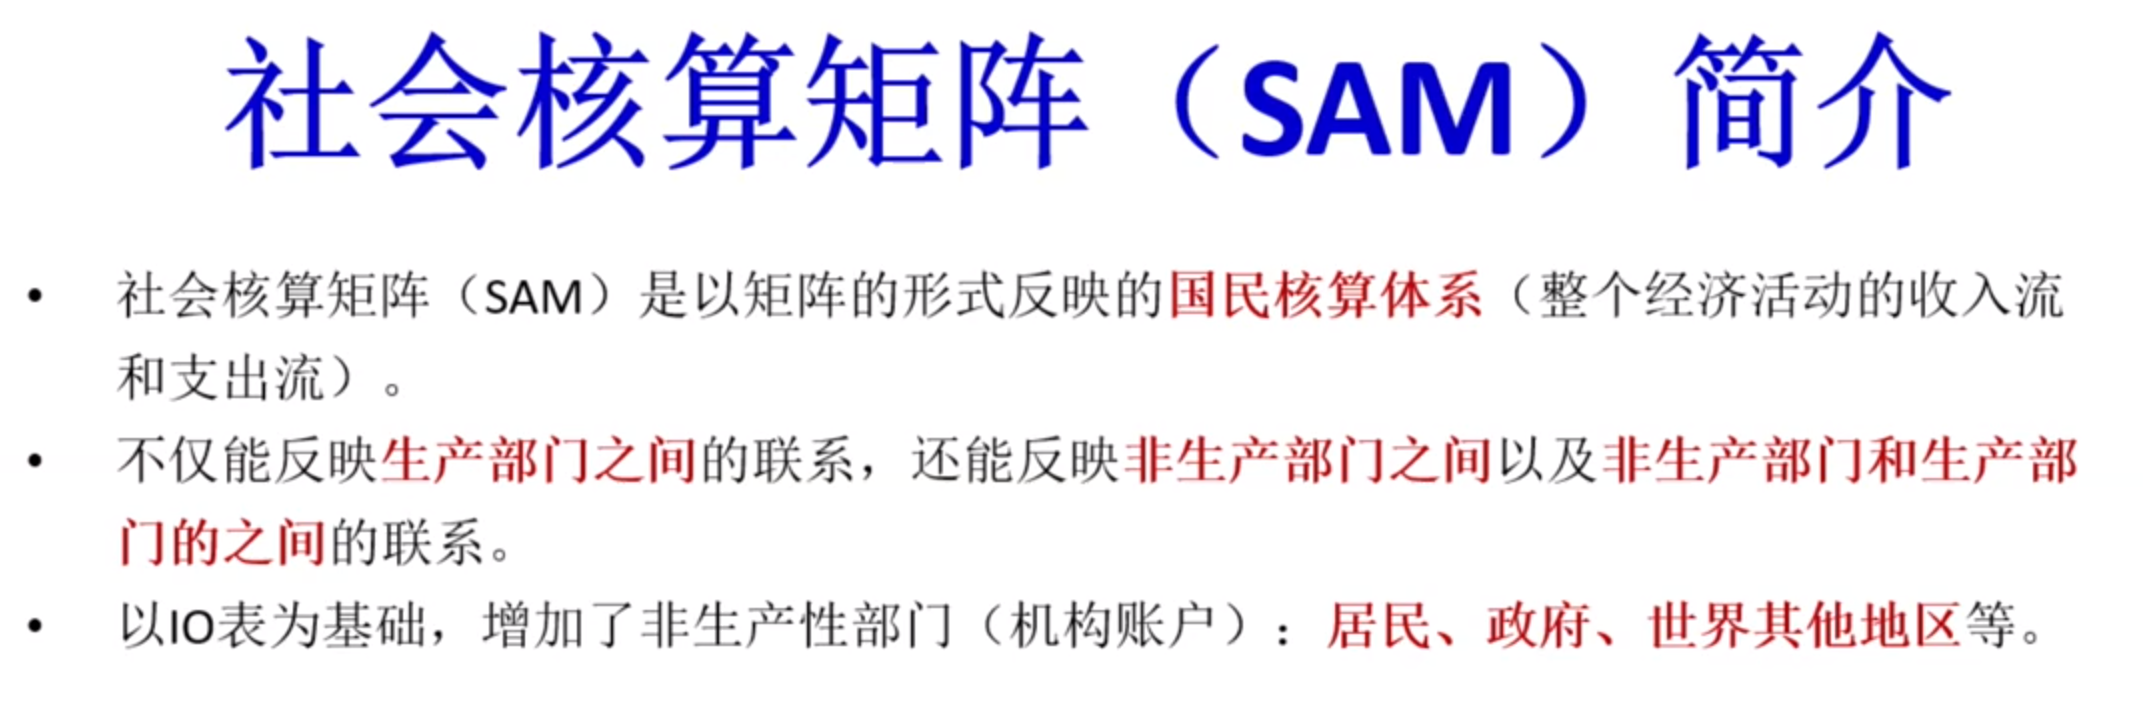 社会核算矩阵（SAM）简介
• 社会核算矩阵（SAM）是以矩阵的形式反映的国民核算体系（整个经济活动的收入流
和支出流）。
• 不仅能反映生产部门之间的联系，还能反映非生产部门之间以及非生产部门和生产部
门的之间的联系。
• 以IO表为基础，增加了非生产性部门（机构账户）：居民、政府、世界其他地区等。